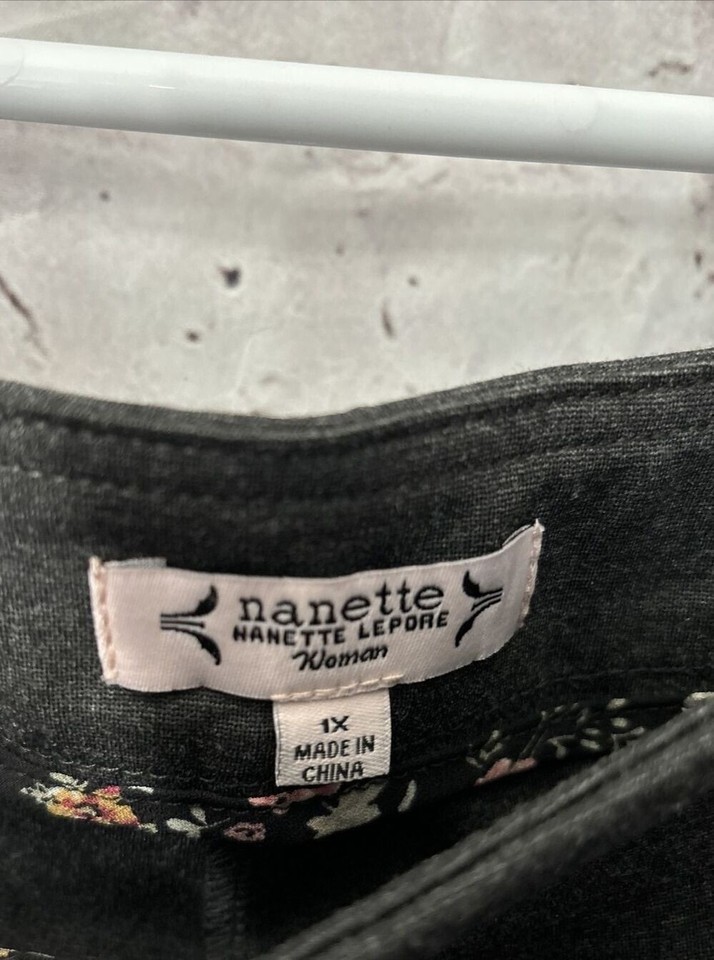 nanette
NANETTE LEPORE
Woman
1X
MADE IN
CHINA